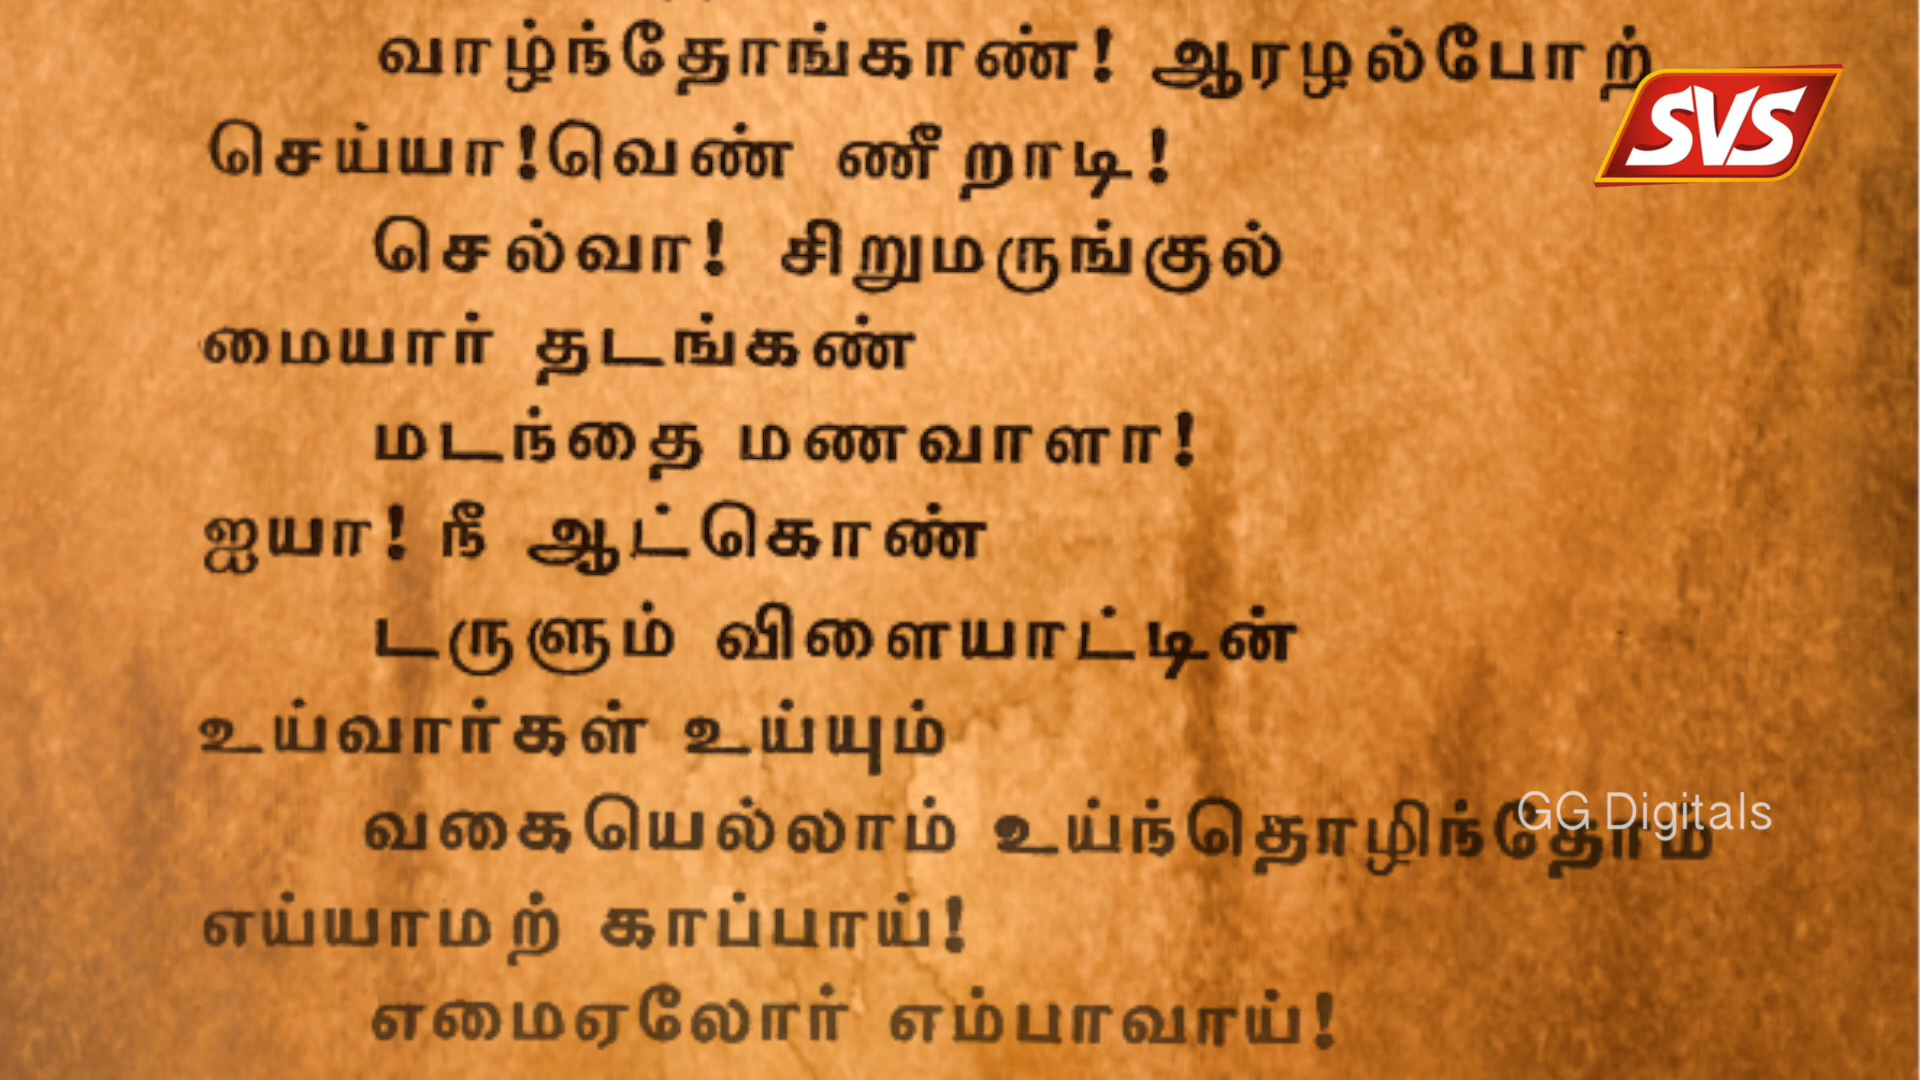 வாழ்ந்தோங்காண்! ஆரழல்போற்
SVS
செய்யா!வெண் ணீறாடி!
செல்வா! சிறுமருங்குல்
மையார் தடங்கண்
மடந்தை மணவாளா!
ஐயா! நீ ஆட்கொண்
டருளும் விளையாட்டின்
உய்வார்கள் உய்யும்
வகையெல்லாம் உய்ந்தொழிந்தோம்
GG Digitals
எய்யாமற் காப்பாய்!
எமைஏலோர் எம்பாவாய்!